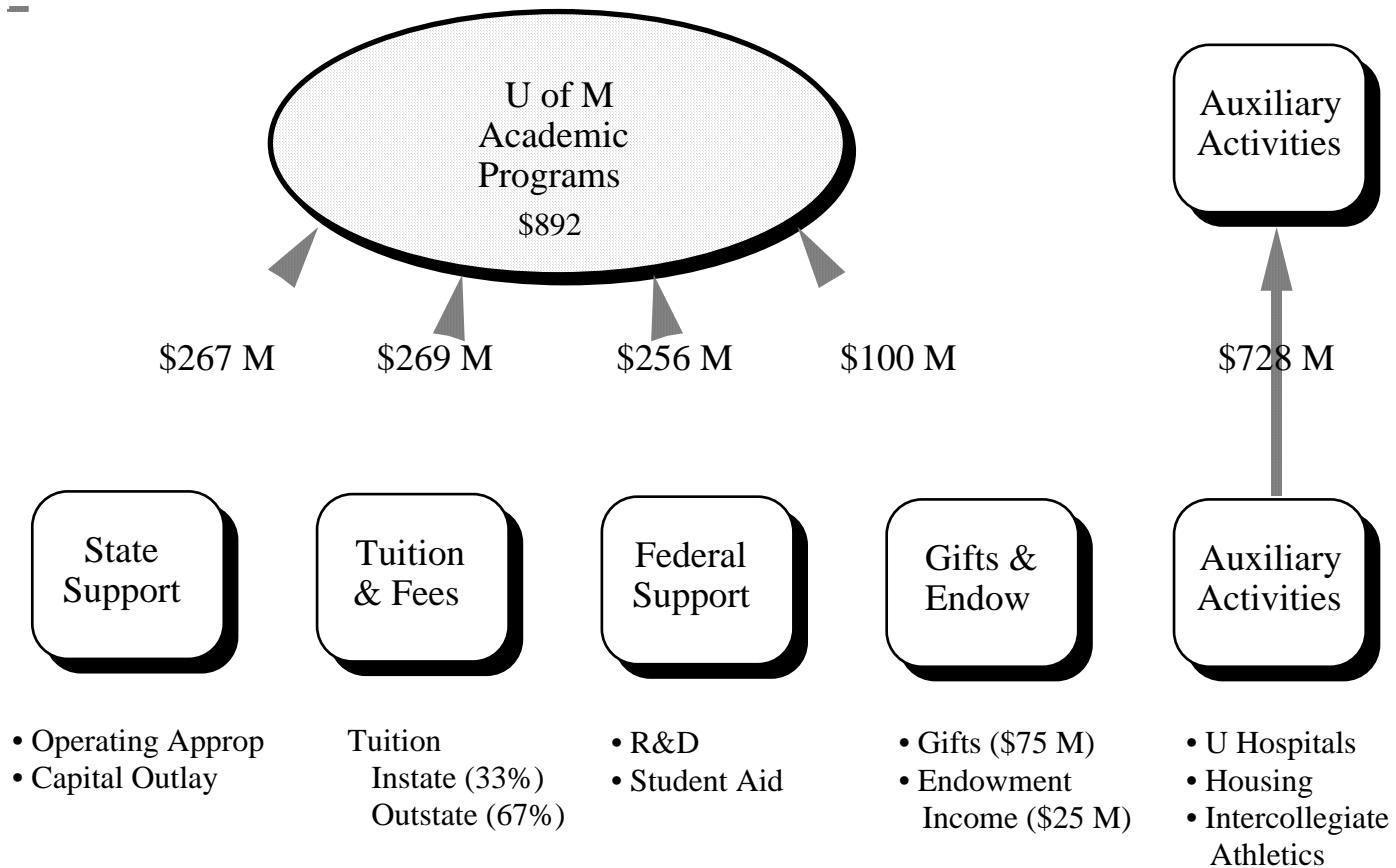 U of M
Academic
Programs
$892
Auxiliary
Activities
$267 M
$269 M
$256 M
$100 M
$728 M
State
Support
Tuition
& Fees
Federal
Support
Gifts &
Endow
Auxiliary
Activities
• Operating Approp
• Capital Outlay
Tuition
Instate (33%)
Outstate (67%)
• R&D
• Student Aid
• Gifts ($75 M)
• Endowment
Income ($25 M)
• U Hospitals
• Housing
• Intercollegiate
Athletics